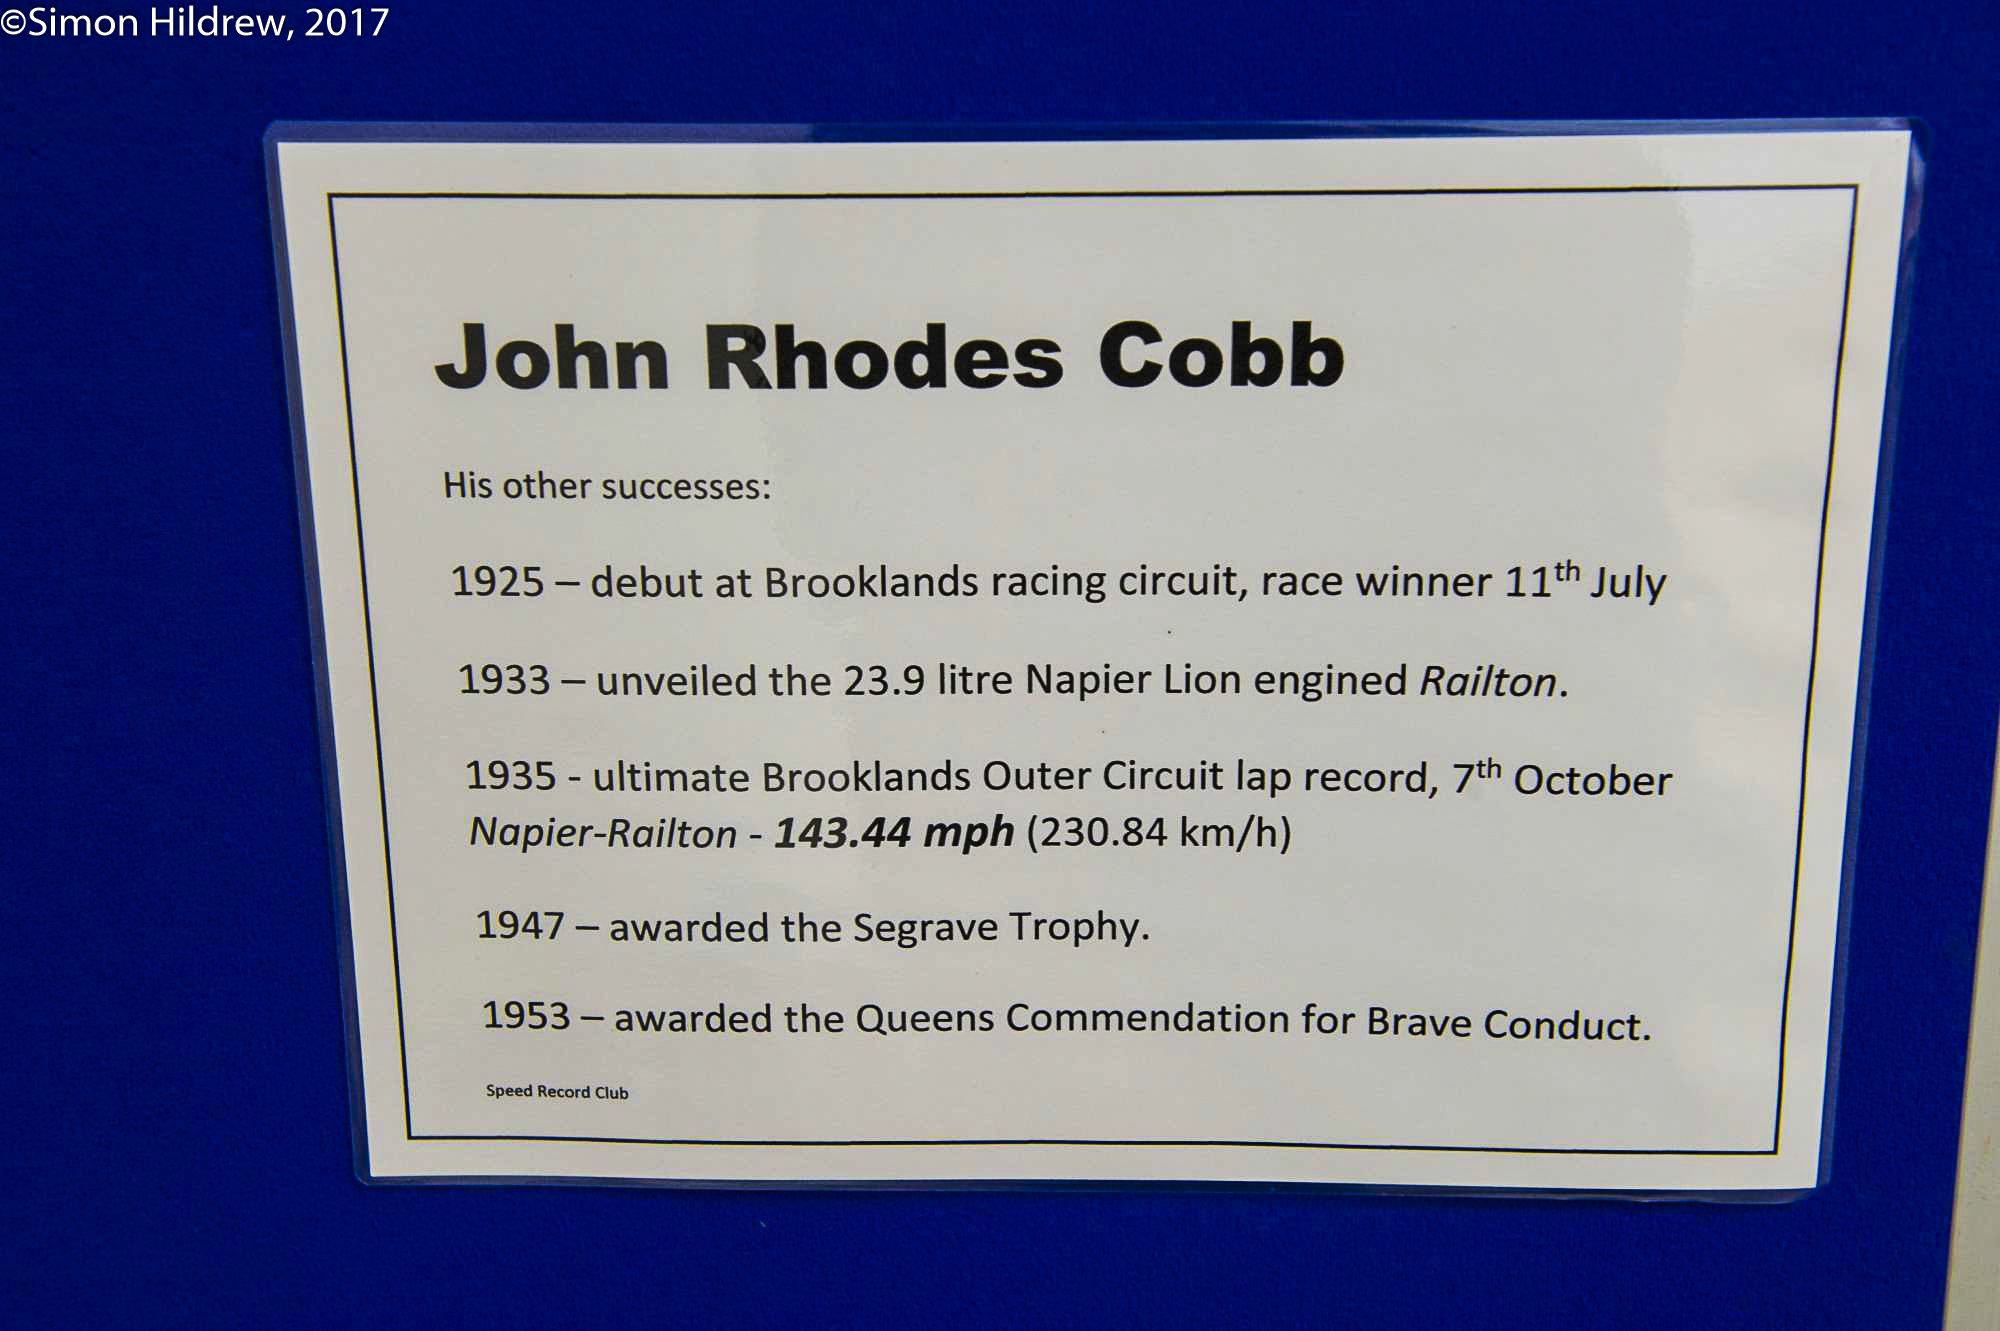 ©Simon Hildrew, 2017
John Rhodes Cobb
His other successes:
1925 – debut at Brooklands racing circuit, race winner 11th July
1933 – unveiled the 23.9 litre Napier Lion engined Railton.
1935 - ultimate Brooklands Outer Circuit lap record, 7th October
Napier-Railton - 143.44 mph (230.84 km/h)
1947 – awarded the Segrave Trophy.
1953 – awarded the Queens Commendation for Brave Conduct.
Speed Record Club